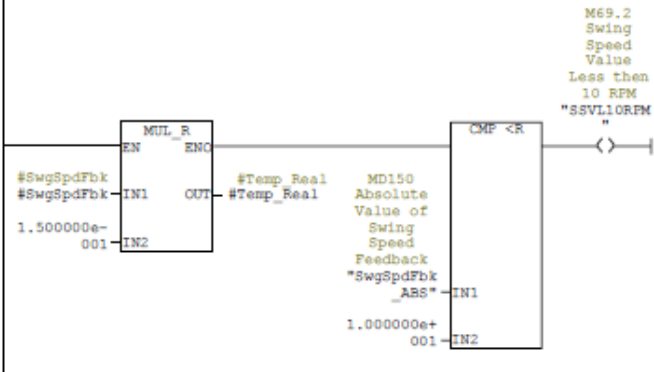 M69.2
Swing
Speed
Value
Less then
10 RPM
"SSVL10RPM
"
MUL_R
EN ENO
CMP <R
#SwgSpdFbk
#SwgSpdFbk IN1
OUT
#Temp_Real
#Temp_Real
1.500000e-
001 IN2
MD150
Absolute
Value of
Swing
Speed
Feedback
"SwgSpdFbk
_ABS" IN1
1.000000e+
001 IN2